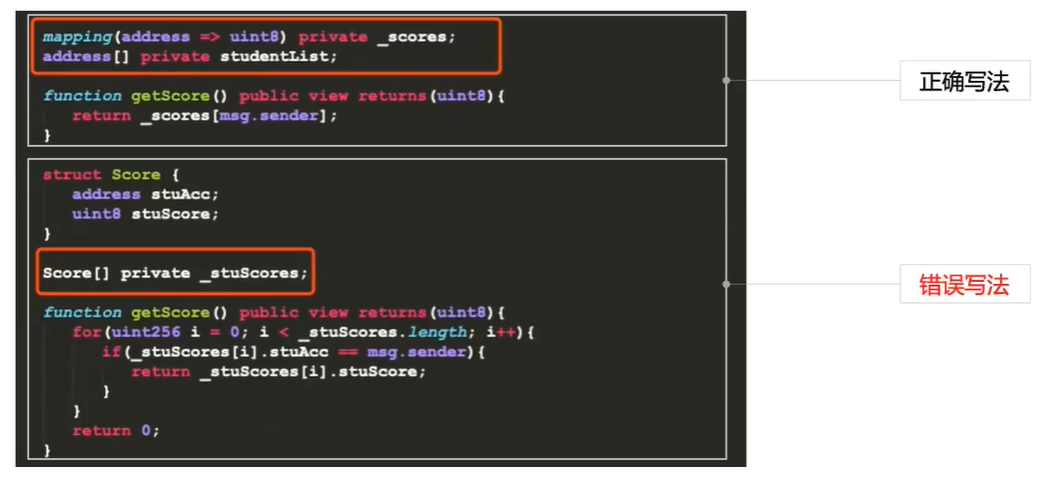 mapping(address => uint8) private _scores;
address[] private studentList;
function getScore() public view returns(uint8){
return _scores[msg.sender];
}
正确写法
struct Score {
address stuAcc;
uint8 stuScore;
}
Score[] private _stuScores;
function getScore() public view returns(uint8){
for(uint256 i = 0; i < _stuScores.length; i++){
if(_stuScores[i].stuAcc == msg.sender){
return _stuScores[i].stuScore;
}
}
return 0;
}
错误写法